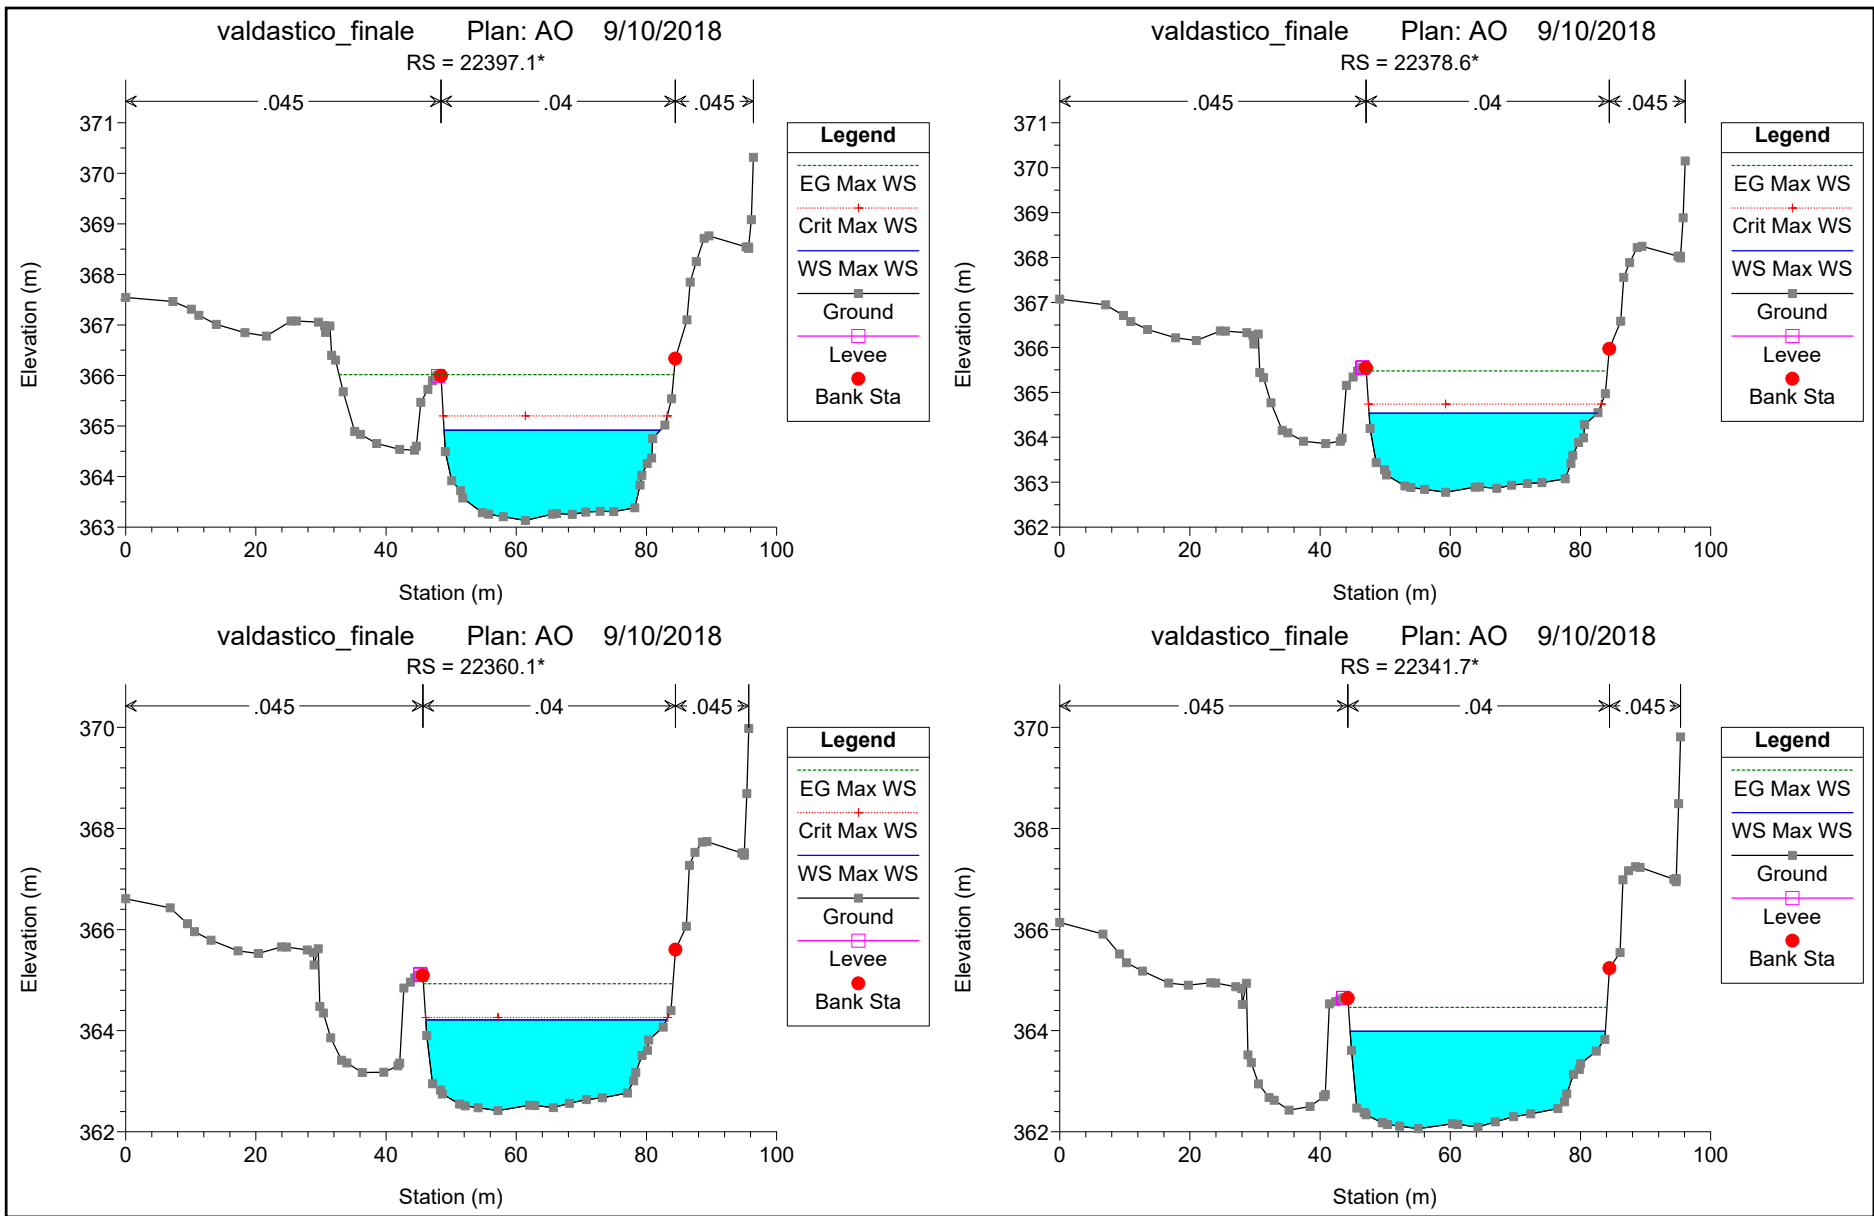 valdastico_finale Plan: AO 9/10/2018
RS = 22397.1*
.045 .04 .045
371
370
369
368
367
366
365
364
363
0 20 40 60 80 100
Elevation (m)
Station (m)
Legend
EG Max WS
Crit Max WS
WS Max WS
Ground
Levee
Bank Sta
valdastico_finale Plan: AO 9/10/2018
RS = 22378.6*
.045 .04 .045
371
370
369
368
367
366
365
364
363
362
0 20 40 60 80 100
Elevation (m)
Station (m)
Legend
EG Max WS
Crit Max WS
WS Max WS
Ground
Levee
Bank Sta
valdastico_finale Plan: AO 9/10/2018
RS = 22360.1*
.045 .04 .045
370
368
366
364
362
0 20 40 60 80 100
Elevation (m)
Station (m)
Legend
EG Max WS
Crit Max WS
WS Max WS
Ground
Levee
Bank Sta
valdastico_finale Plan: AO 9/10/2018
RS = 22341.7*
.045 .04 .045
370
368
366
364
362
0 20 40 60 80 100
Elevation (m)
Station (m)
Legend
EG Max WS
WS Max WS
Ground
Levee
Bank Sta